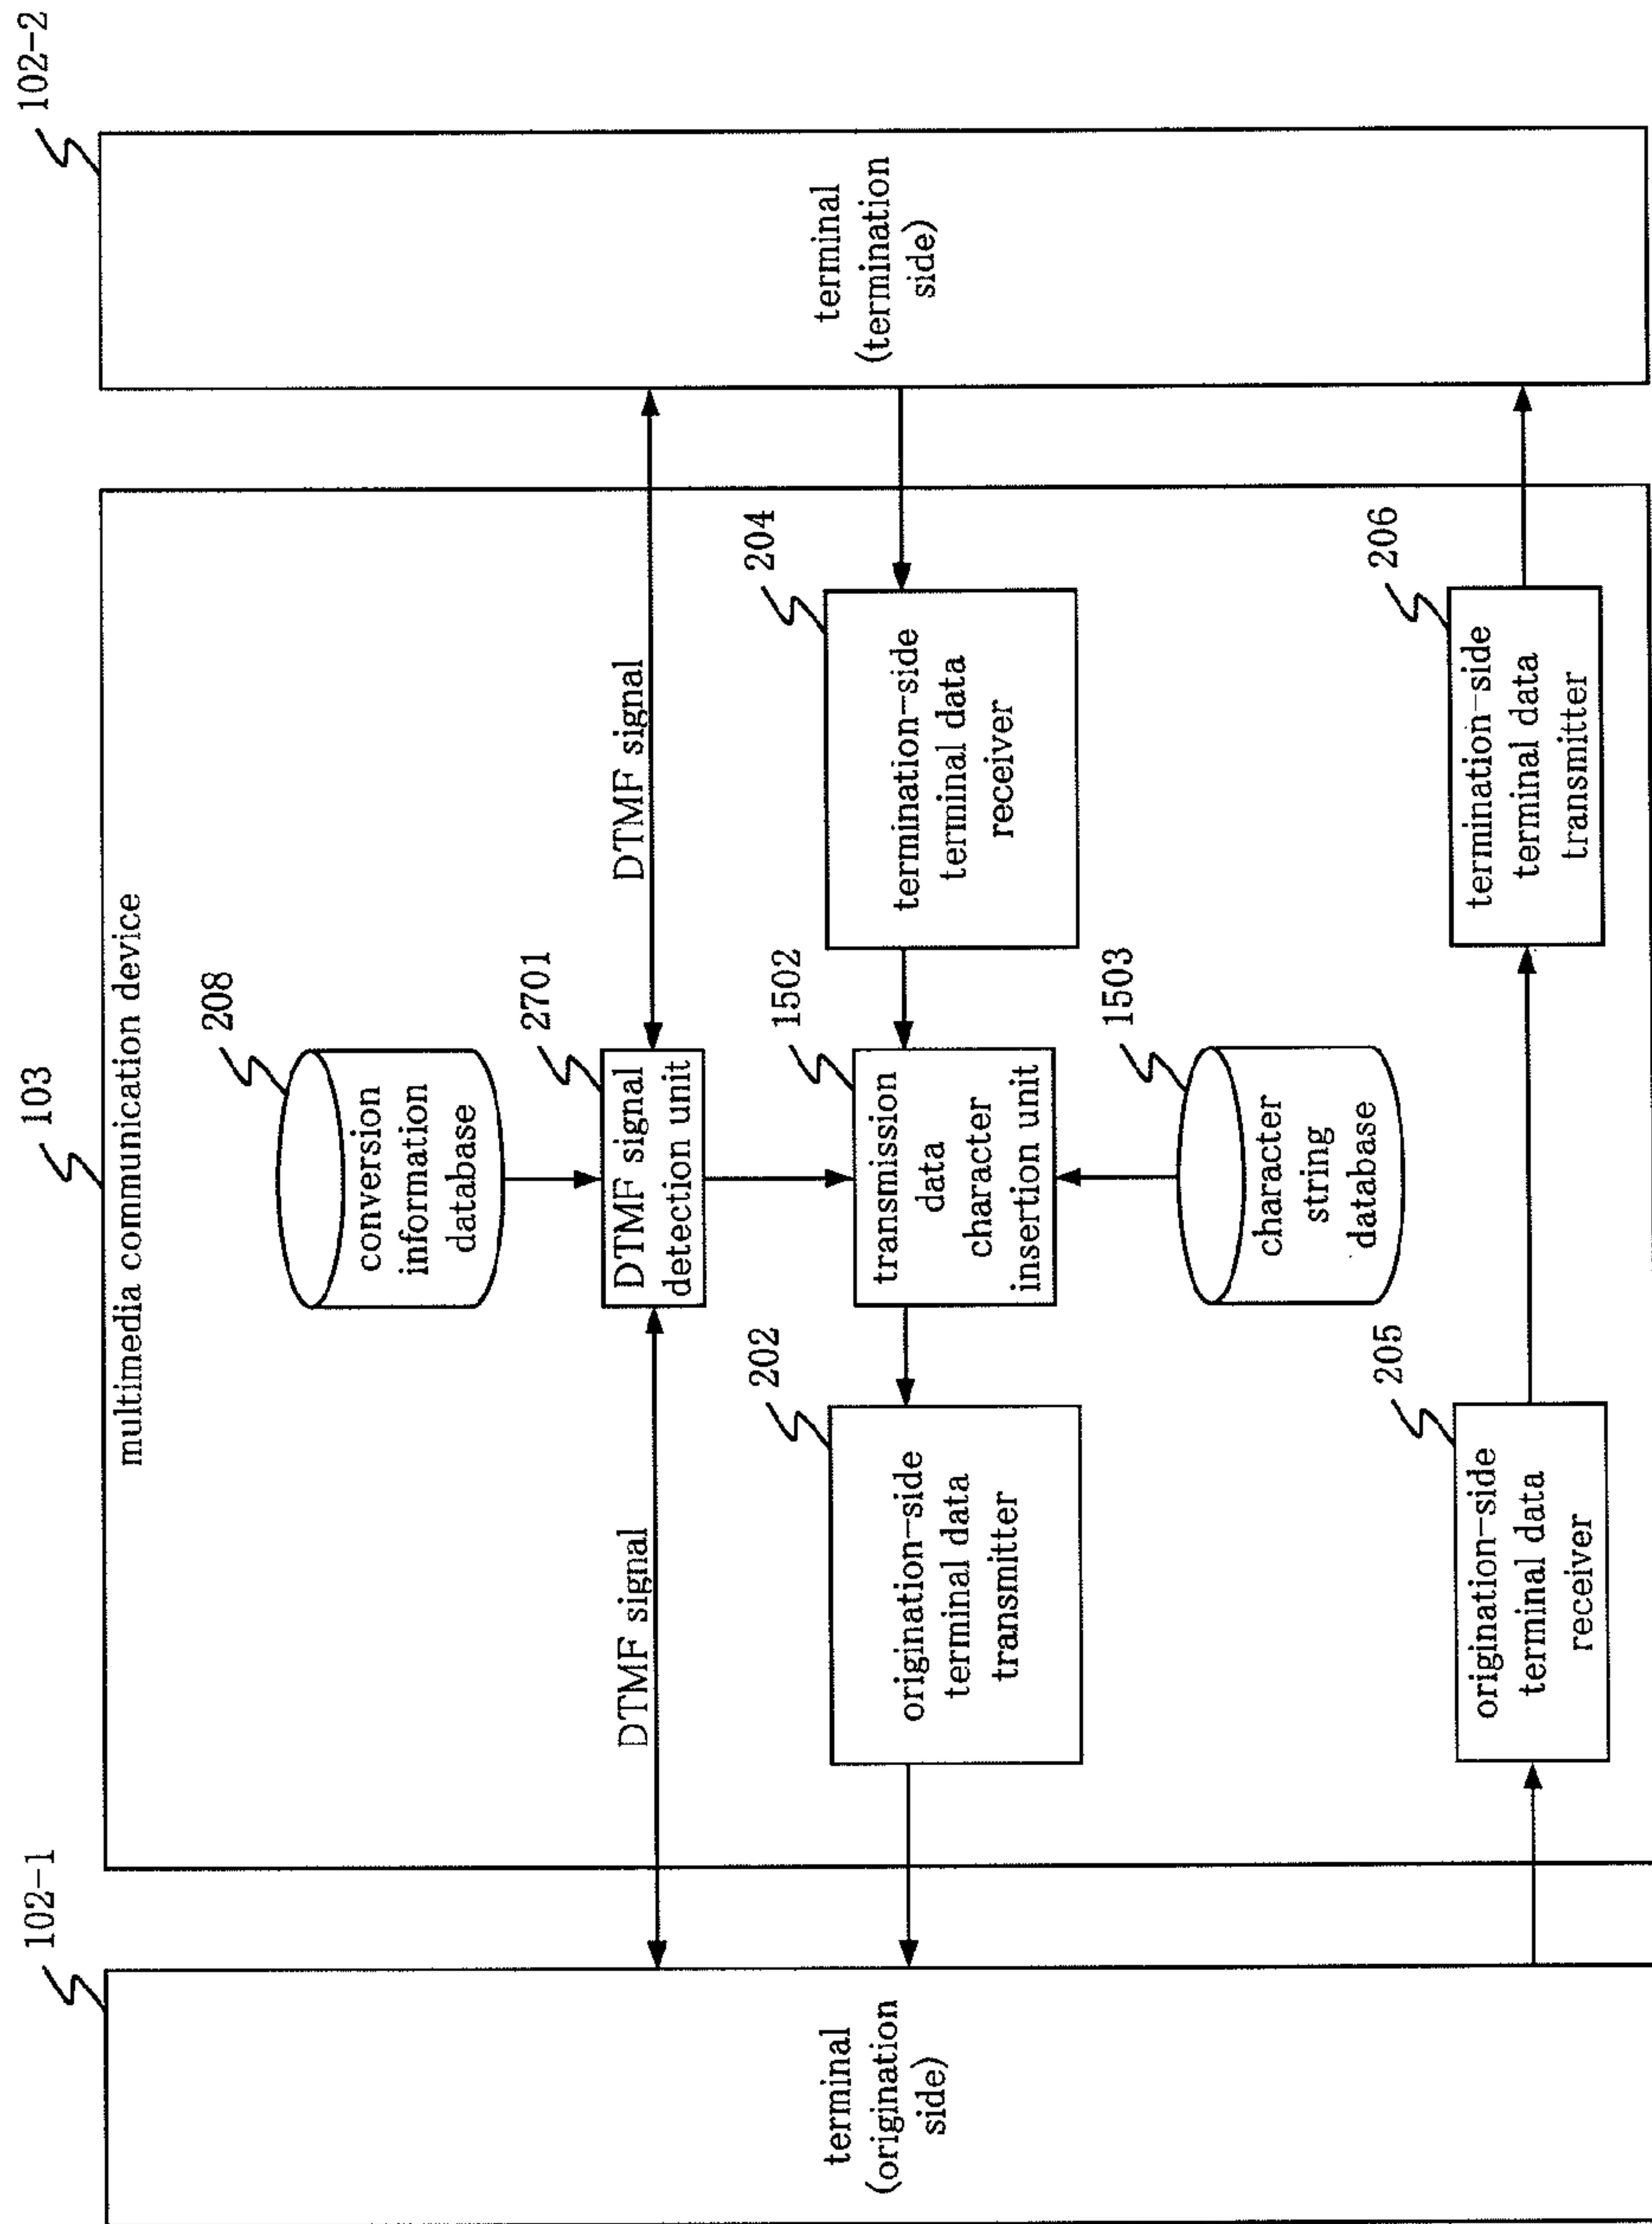 102-1
103
102-2
multimedia communication device
208
conversion
information
database
2701
DTMF signal
DTMF signal
detection unit
DTMF signal
terminal
(origination
side)
202
origination-side
terminal data
transmitter
1502
transmission
data
character
insertion unit
204
termination-side
terminal data
receiver
terminal
(termination
side)
1503
character
string
database
205
origination-side
terminal data
receiver
206
termination-side
terminal data
transmitter